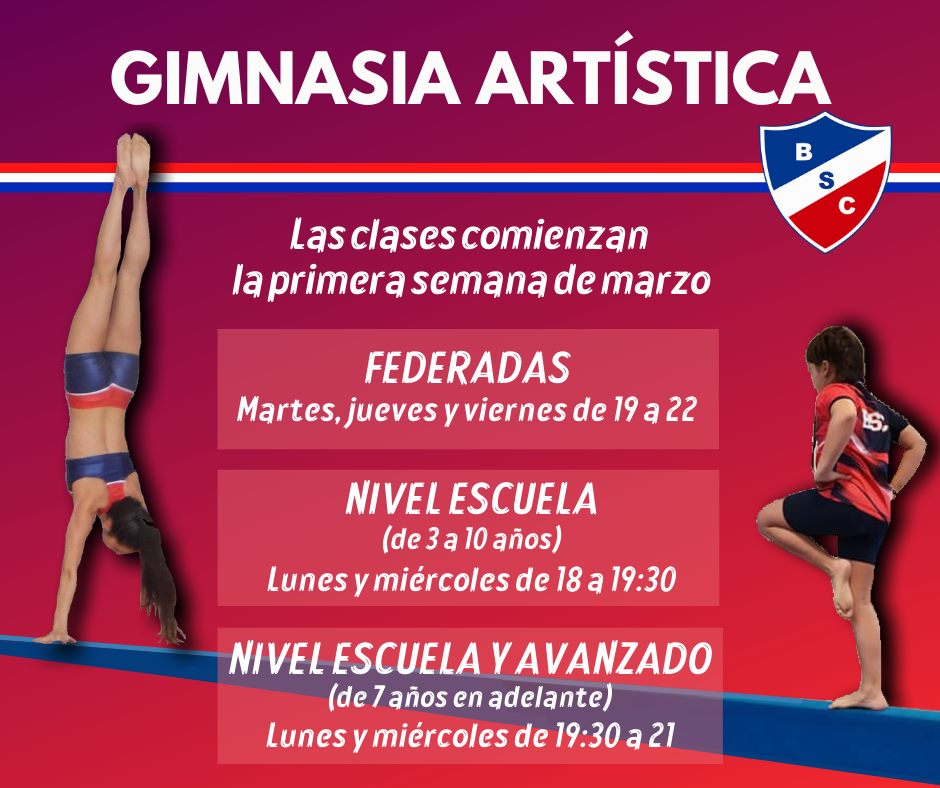 GIMNASIA ARTÍSTICA
B
S
C
Las clases comienzan
la primera semana de marzo
FEDERADAS
Martes, jueves y viernes de 19 a 22
NIVEL ESCUELA
(de 3 a 10 años)
Lunes y miércoles de 18 a 19:30
NIVEL ESCUELA Y AVANZADO
(de 7 años en adelante)
Lunes y miércoles de 19:30 a 21